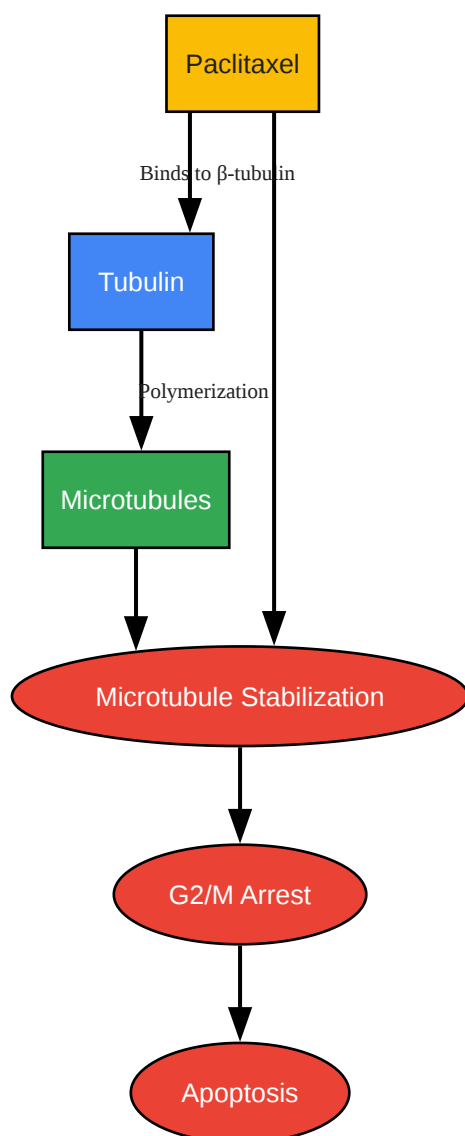 Paclitaxel
Binds to β-tubulin
Tubulin
Polymerization
Microtubules
Microtubule Stabilization
G2/M Arrest
Apoptosis